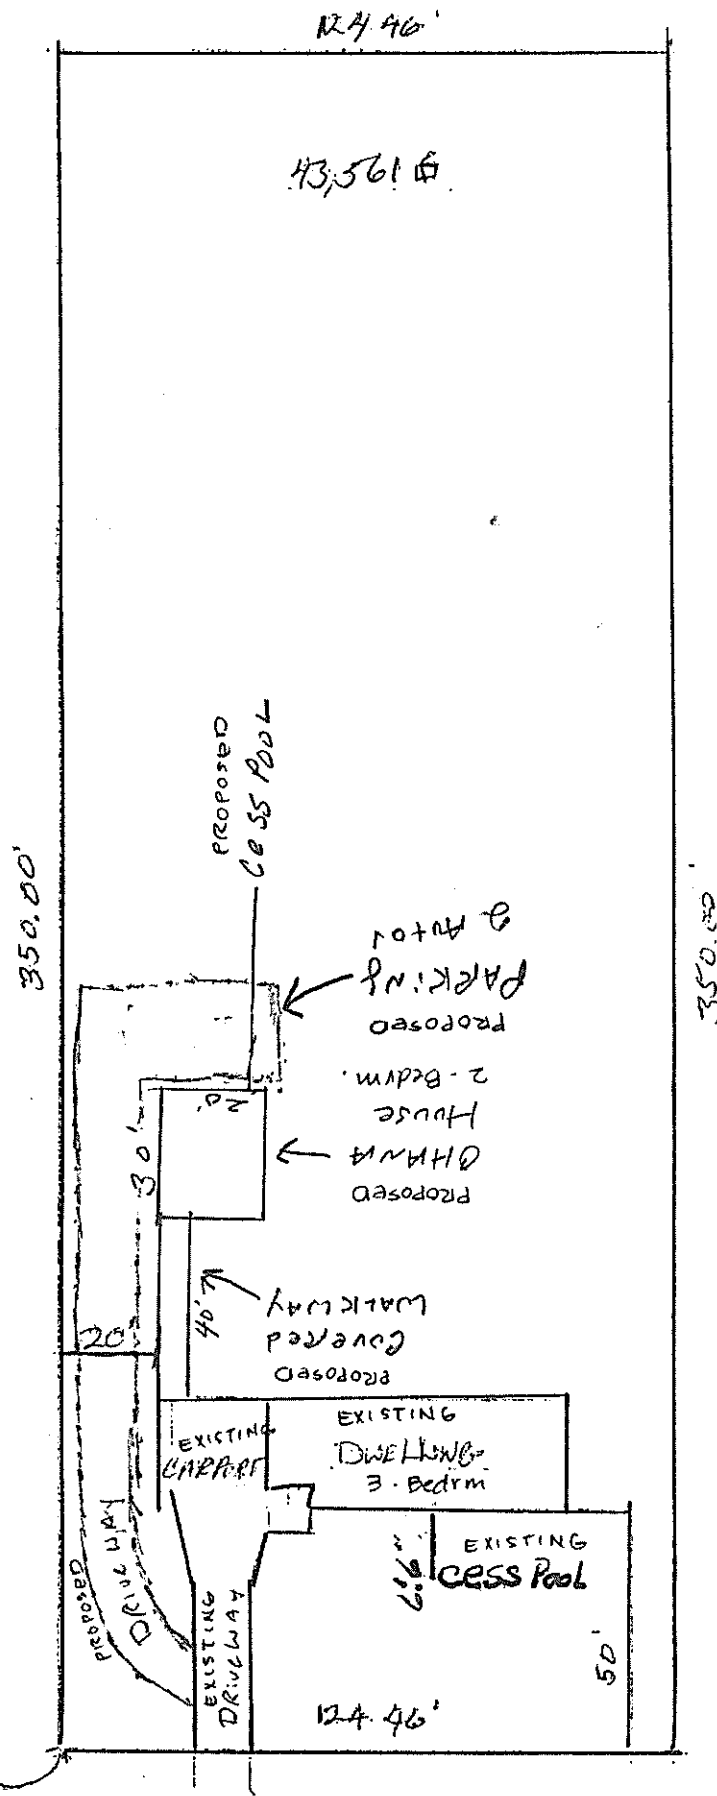 124.46'
43,561
350.00'
350.00'
PROPOSED
CESS POOL
PROPOSED
PARKING
2 Autos
PROPOSED
OHANA
House
2-Bedrm.
20'
30'
PROPOSED
Covered
WALKWAY
40'
20'
EXISTING
CARPORT
EXISTING
DWELLING
3-Bedrm
PROPOSED
DRIVEWAY
EXISTING
DRIVEWAY
EXISTING
CESS Pool
50'
124.46'